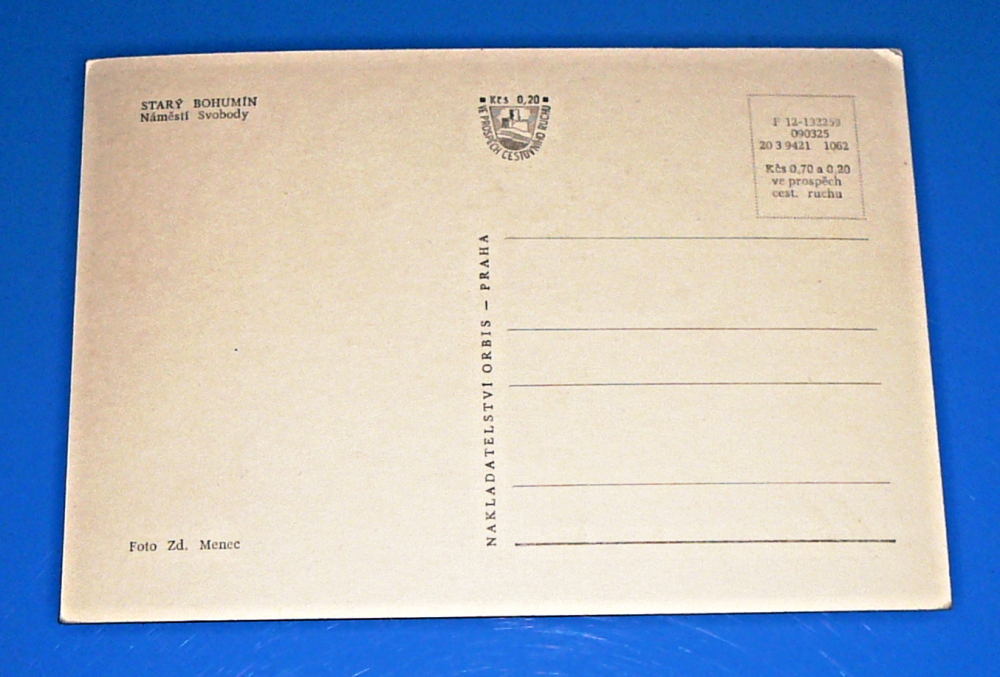 STARÝ BOHUMÍN
Náměstí Svobody
Kčs 0,20
VE PROSPĚCH CESTOVNÍHO RUCHU
F 12-132259
090325
20 3 9421 1062
Kčs 0,70 a 0,20
ve prospěch
cest. ruchu
NAKLADATELSTVÍ ORBIS – PRAHA
Foto Zd. Menec